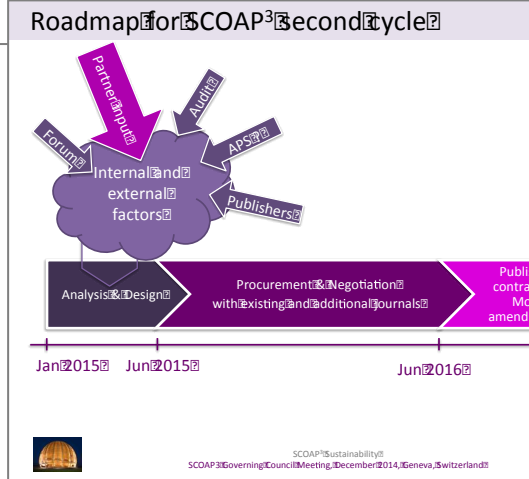 Roadmap for SCOAP³ second cycle
Partner input
Audit
Forum
APS ?
Internal and
external
factors
Publishers
Analysis & Design
Procurement & Negotiation
with existing and additional journals
Publi
contra
Mo
amend
Jan 2015
Jun 2015
Jun 2016
SCOAP³ Sustainability
SCOAP3 Governing Council Meeting, December 2014, Geneva, Switzerland